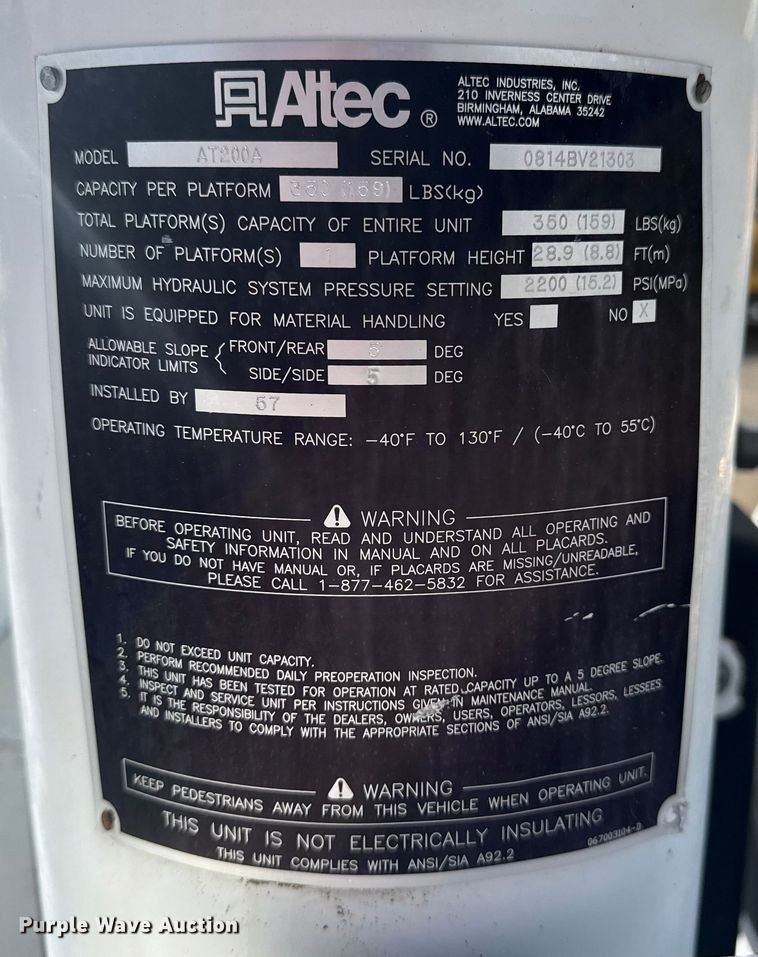 Altec ®
ALTEC INDUSTRIES, INC.
210 INVERNESS CENTER DRIVE
BIRMINGHAM, ALABAMA 35242
WWW.ALTEC.COM
MODEL AT200A SERIAL NO. 0814BV21303
CAPACITY PER PLATFORM 350 (159) LBS(kg)
TOTAL PLATFORM(S) CAPACITY OF ENTIRE UNIT 350 (159) LBS(kg)
NUMBER OF PLATFORM(S) 1 PLATFORM HEIGHT 28.9 (8.8) FT(m)
MAXIMUM HYDRAULIC SYSTEM PRESSURE SETTING 2200 (15.2) PSI(MPa)
UNIT IS EQUIPPED FOR MATERIAL HANDLING YES NO X
ALLOWABLE SLOPE
INDICATOR LIMITS
FRONT/REAR 5 DEG
SIDE/SIDE 5 DEG
INSTALLED BY 57
OPERATING TEMPERATURE RANGE: -40°F TO 130°F / (-40°C TO 55°C)
WARNING
BEFORE OPERATING UNIT, READ AND UNDERSTAND ALL OPERATING AND
SAFETY INFORMATION IN MANUAL AND ON ALL PLACARDS.
IF YOU DO NOT HAVE MANUAL OR, IF PLACARDS ARE MISSING/UNREADABLE,
PLEASE CALL 1-877-462-5832 FOR ASSISTANCE.
1. DO NOT EXCEED UNIT CAPACITY.
2. PERFORM RECOMMENDED DAILY PREOPERATION INSPECTION.
3. THIS UNIT HAS BEEN TESTED FOR OPERATION AT RATED CAPACITY UP TO A 5 DEGREE SLOPE.
4. INSPECT AND SERVICE UNIT PER INSTRUCTIONS GIVEN IN MAINTENANCE MANUAL.
5. IT IS THE RESPONSIBILITY OF THE DEALERS, OWNERS, USERS, OPERATORS, LESSORS, LESSEES
AND INSTALLERS TO COMPLY WITH THE APPROPRIATE SECTIONS OF ANSI/SIA A92.2.
WARNING
KEEP PEDESTRIANS AWAY FROM THIS VEHICLE WHEN OPERATING UNIT.
THIS UNIT IS NOT ELECTRICALLY INSULATING
THIS UNIT COMPLIES WITH ANSI/SIA A92.2
067003104-D
Purple Wave Auction